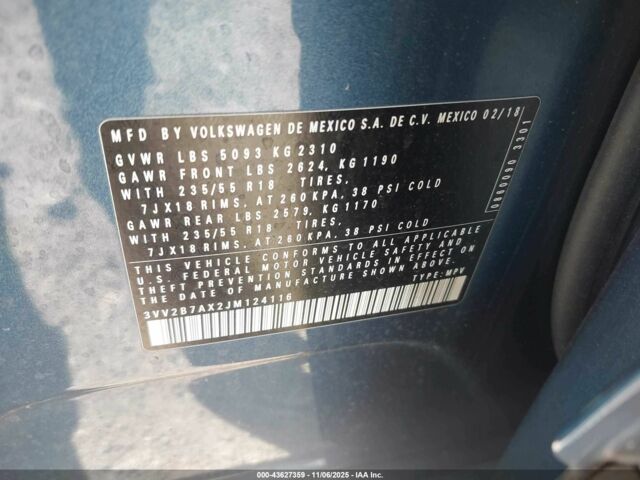 MFD BY VOLKSWAGEN DE MEXICO S.A. DE C.V. MEXICO 02/18
GVWR LBS 5093 KG 2310
GAWR FRONT LBS 2624, KG 1190
WITH 235/55 R18 TIRES,
7JX18 RIMS, AT 260 KPA, 38 PSI COLD
GAWR REAR LBS 2579, KG 1170
WITH 235/55 R18 TIRES,
7JX18 RIMS, AT 260 KPA, 38 PSI COLD
THIS VEHICLE CONFORMS TO ALL APPLICABLE
U.S. FEDERAL MOTOR VEHICLE SAFETY AND
THEFT PREVENTION STANDARDS IN EFFECT ON
THE DATE OF MANUFACTURE SHOWN ABOVE.
3VV2B7AX2JM124116 TYPE: MPV
0860090 3301
000-43627359 | 11/06/2025 | IAA Inc.